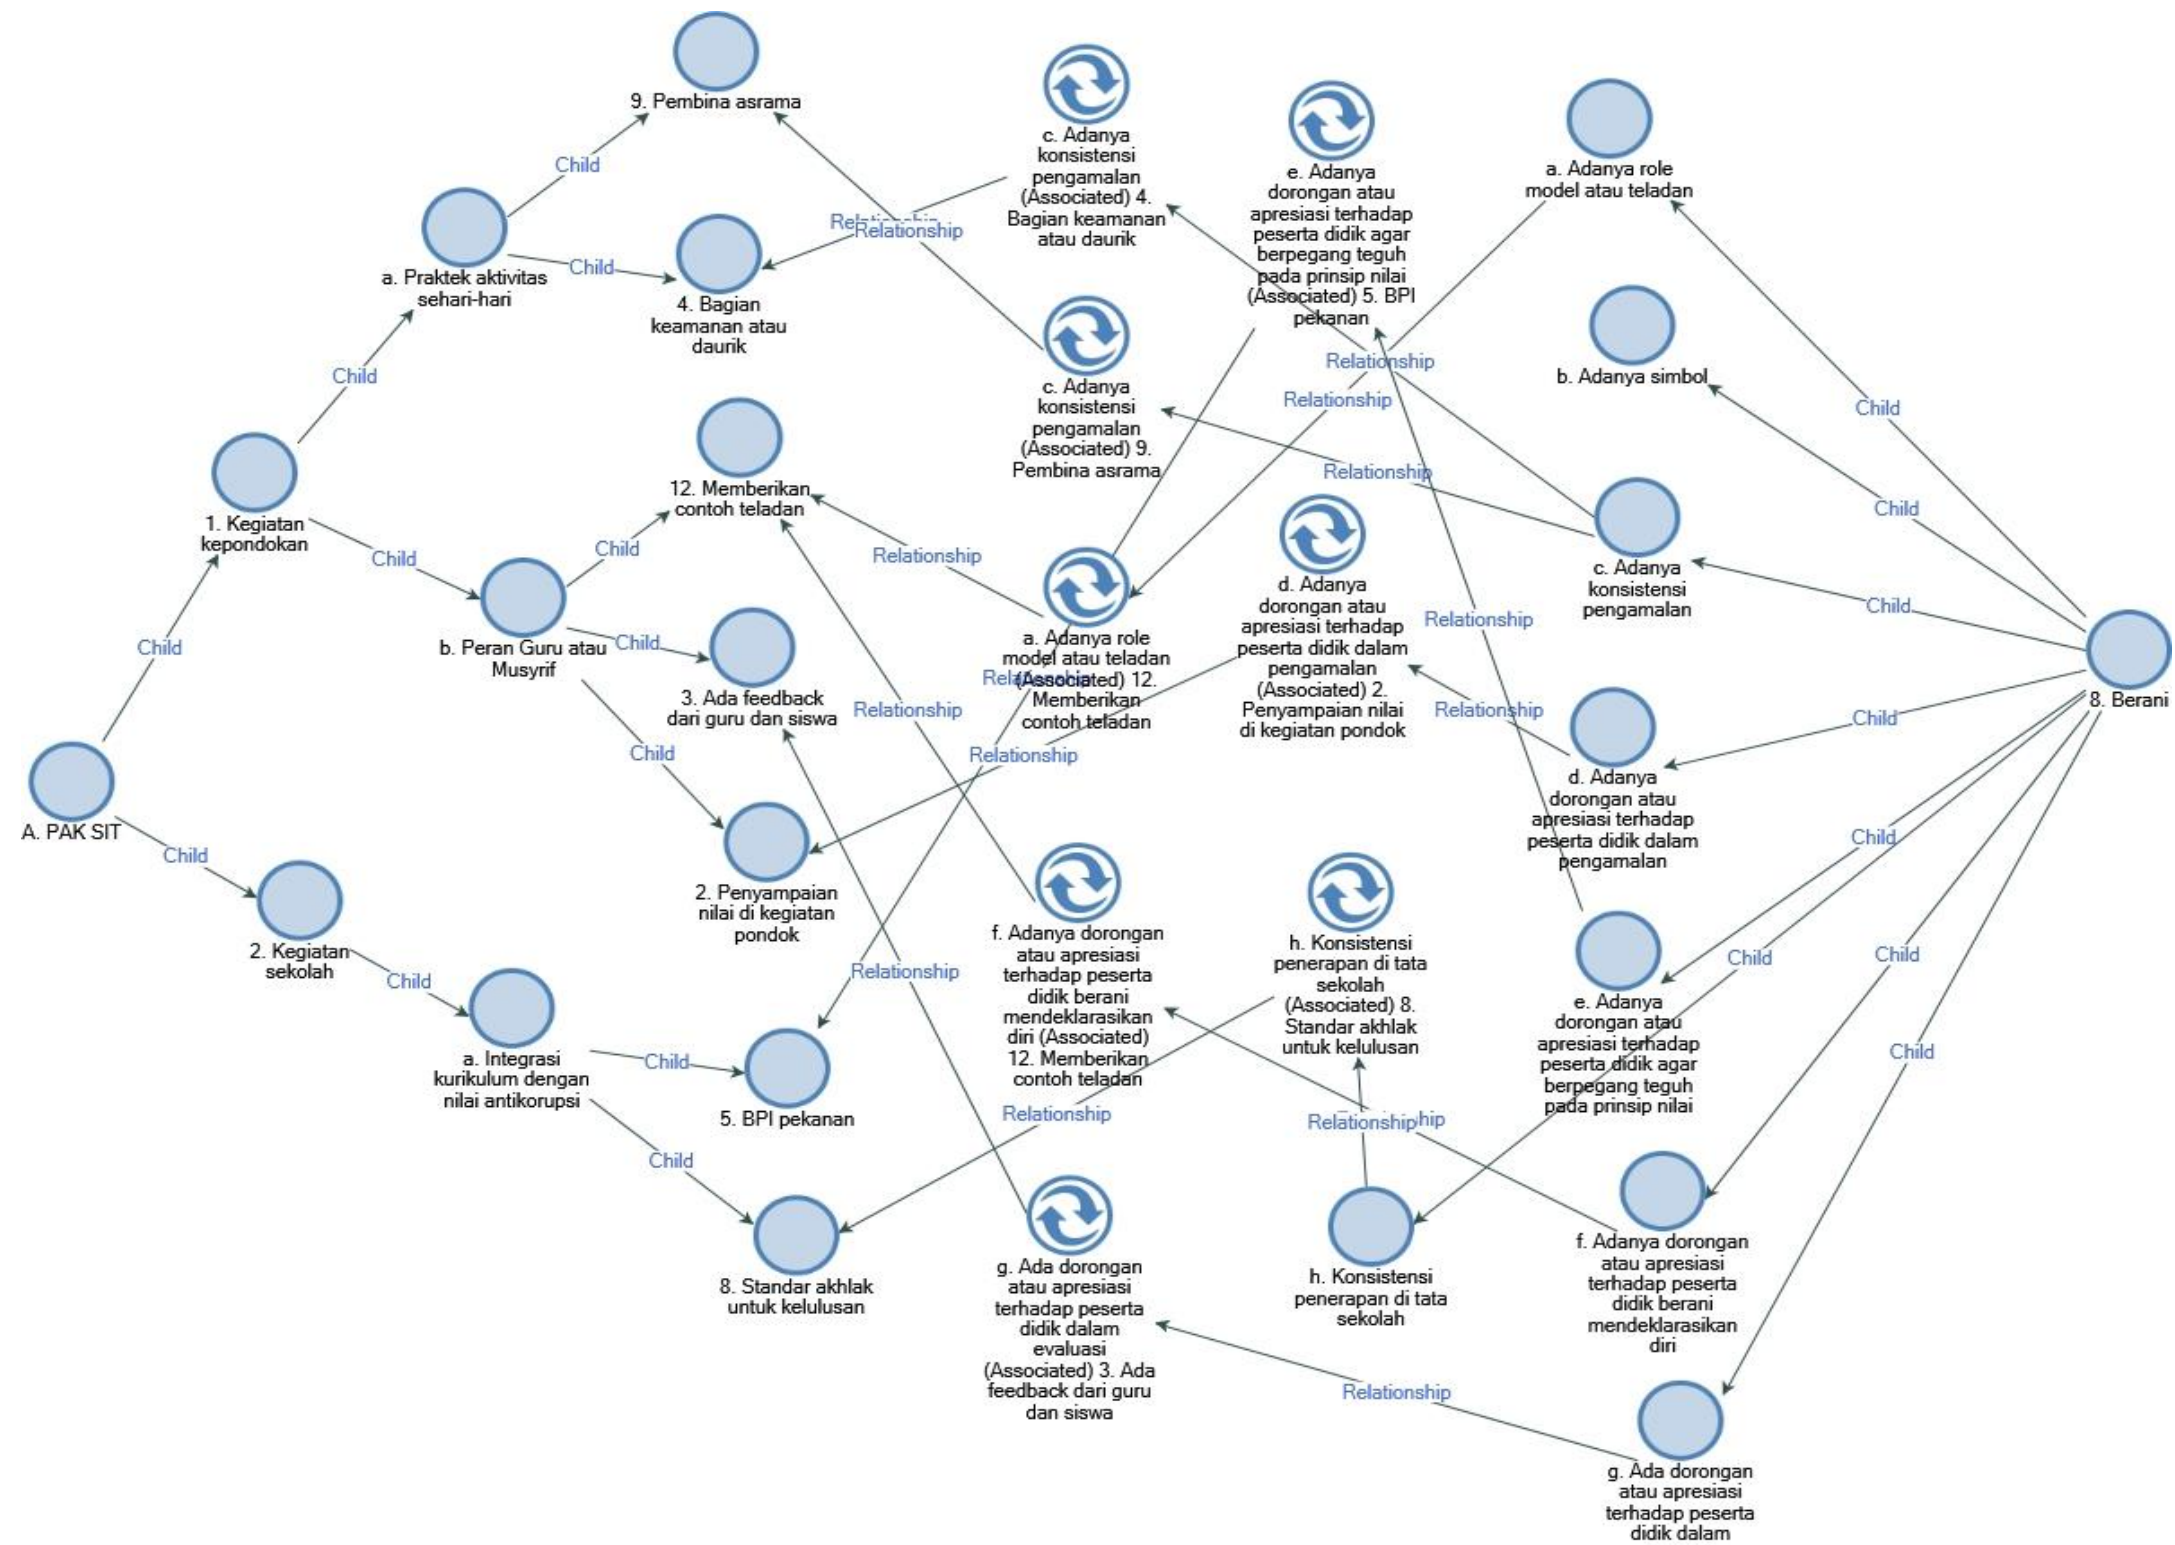 9. Pembina asrama
c. Adanya
konsistensi
pengamalan
(Associated) 4.
Bagian keamanan
atau daurik
e. Adanya
dorongan atau
apresiasi terhadap
peserta didik agar
berpegang teguh
pada prinsip nilai
(Associated) 5. BPI
pekanan
a. Adanya role
model atau teladan
Child
a. Praktek aktivitas
sehari-hari
Child
4. Bagian
keamanan atau
daurik
Relationship
Relationship
b. Adanya simbol
Child
c. Adanya
konsistensi
pengamalan
(Associated) 9.
Pembina asrama
Relationship
Relationship
Relationship
Child
Child
1. Kegiatan
kepondokan
12. Memberikan
contoh teladan
Child
Child
Relationship
c. Adanya
konsistensi
pengamalan
Child
b. Peran Guru atau
Musyrif
Child
3. Ada feedback
dari guru dan siswa
Child
a. Adanya role
model atau teladan
(Associated) 12.
Memberikan
contoh teladan
Relationship
d. Adanya
dorongan atau
apresiasi terhadap
peserta didik dalam
pengamalan
(Associated) 2.
Penyampaian nilai
di kegiatan pondok
Relationship
Relationship
Relationship
Relationship
8. Berani
Child
Child
d. Adanya
dorongan atau
apresiasi terhadap
peserta didik dalam
pengamalan
A. PAK SIT
Child
2. Penyampaian
nilai di kegiatan
pondok
2. Kegiatan
sekolah
Child
a. Integrasi
kurikulum dengan
nilai antikorupsi
Child
5. BPI pekanan
Child
8. Standar akhlak
untuk kelulusan
Relationship
f. Adanya dorongan
atau apresiasi
terhadap peserta
didik berani
mendeklarasikan
diri (Associated)
12. Memberikan
contoh teladan
Relationship
h. Konsistensi
penerapan di tata
sekolah
(Associated) 8.
Standar akhlak
untuk kelulusan
Relationship
Relationship
Child
Child
Child
Child
e. Adanya
dorongan atau
apresiasi terhadap
peserta didik agar
berpegang teguh
pada prinsip nilai
g. Ada dorongan
atau apresiasi
terhadap peserta
didik dalam
evaluasi
(Associated) 3. Ada
feedback dari guru
dan siswa
h. Konsistensi
penerapan di tata
sekolah
f. Adanya dorongan
atau apresiasi
terhadap peserta
didik berani
mendeklarasikan
diri
Relationship
g. Ada dorongan
atau apresiasi
terhadap peserta
didik dalam